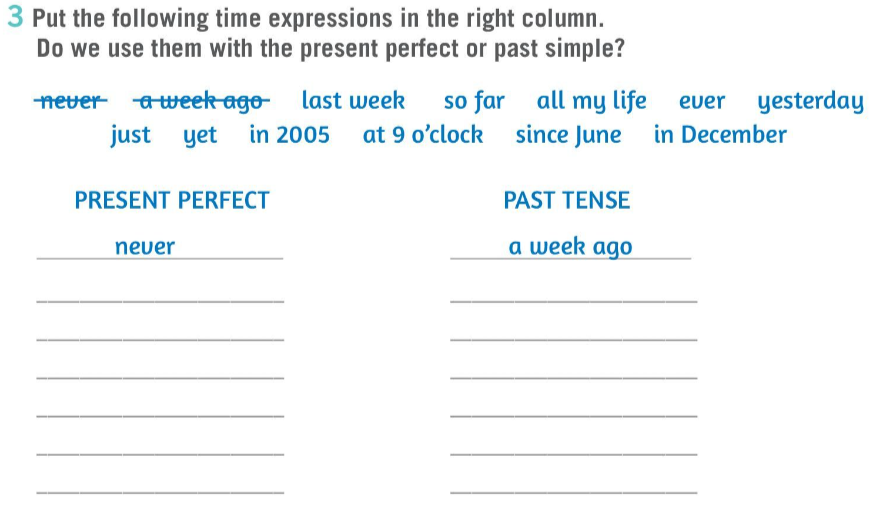 3 Put the following time expressions in the right column.
Do we use them with the present perfect or past simple?
never a week ago last week so far all my life ever yesterday
just yet in 2005 at 9 o'clock since June in December
PRESENT PERFECT PAST TENSE
never a week ago